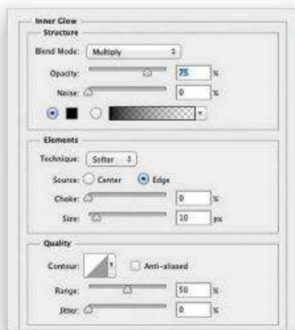 Inner Glow
Structure
Blend Mode: Multiply
Opacity: 75 %
Noise: 0 %
Elements
Technique: Softer
Source: Center Edge
Choke: 0 %
Size: 10 px
Quality
Contour: Anti-aliased
Range: 50 %
Jitter: 0 %